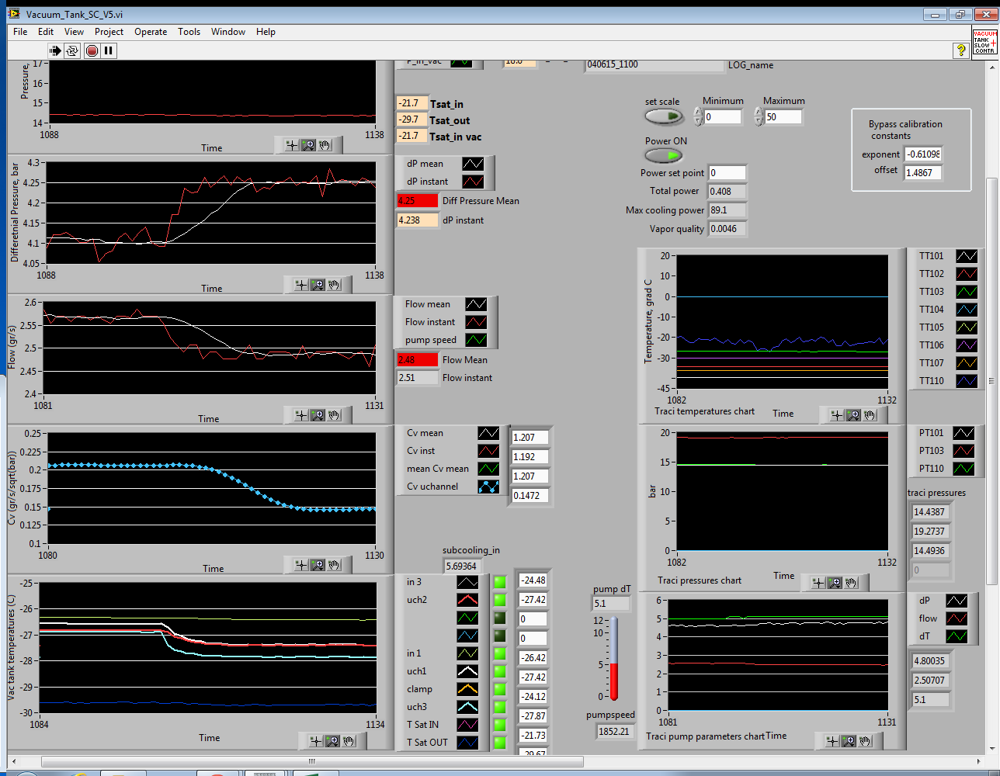 Vacuum_Tank_SC_V5.vi
File Edit View Project Operate Tools Window Help
VACUUM
TANK
SLOW
CONTR
17
16
15
14
Pressure,
1088 1138
Time
P_in_vac
18.0
= =
040615_1100
LOG_name
-21.7 Tsat_in
-29.7 Tsat_out
-21.7 Tsat_in vac
set scale
Minimum
0
Maximum
50
Power ON
Power set point 0
Total power 0.408
Max cooling power 89.1
Vapor quality 0.0046
Bypass calibration
constants
exponent -0.61098
offset 1.4867
4.3
4.25
4.2
4.15
4.1
4.05
Differetnial Pressure, bar
1088 1138
Time
dP mean
dP instant
4.25 Diff Pressure Mean
4.238 dP instant
2.6
2.55
2.5
2.45
2.4
Flow (gr/s)
1081 1131
Time
Flow mean
Flow instant
pump speed
2.48 Flow Mean
2.51 Flow instant
0.25
0.225
0.2
0.175
0.15
0.125
0.1
Cv (gr/s/sqrt(bar))
1080 1130
Time
Cv mean 1.207
Cv inst 1.192
mean Cv mean 1.207
Cv uchannel 0.1472
subcooling_in
5.69364
-25
-26
-27
-28
-29
-30
Vac tank temperatures (C)
1084 1134
Time
in 3 -24.48
uch2 -27.42
0
0
in 1 -26.42
uch1 -27.42
clamp -24.12
uch3 -27.87
T Sat IN -21.73
T Sat OUT -29.67
pump dT
5.1
12
10
5
0
pumpspeed
1852.21
20
10
0
-10
-20
-30
-45
Temperature, grad C
1082 1132
Traci temperatures chart Time
TT101
TT102
TT103
TT104
TT105
TT106
TT107
TT110
20
15
10
5
0
bar
1082 1132
Traci pressures chart Time
PT101
PT103
PT110
traci pressures
14.4387
19.2737
14.4936
0
6
5
4
3
2
1
0
1081 1131
Traci pump parameters chart Time
dP
flow
dT
4.80035
2.50707
5.1